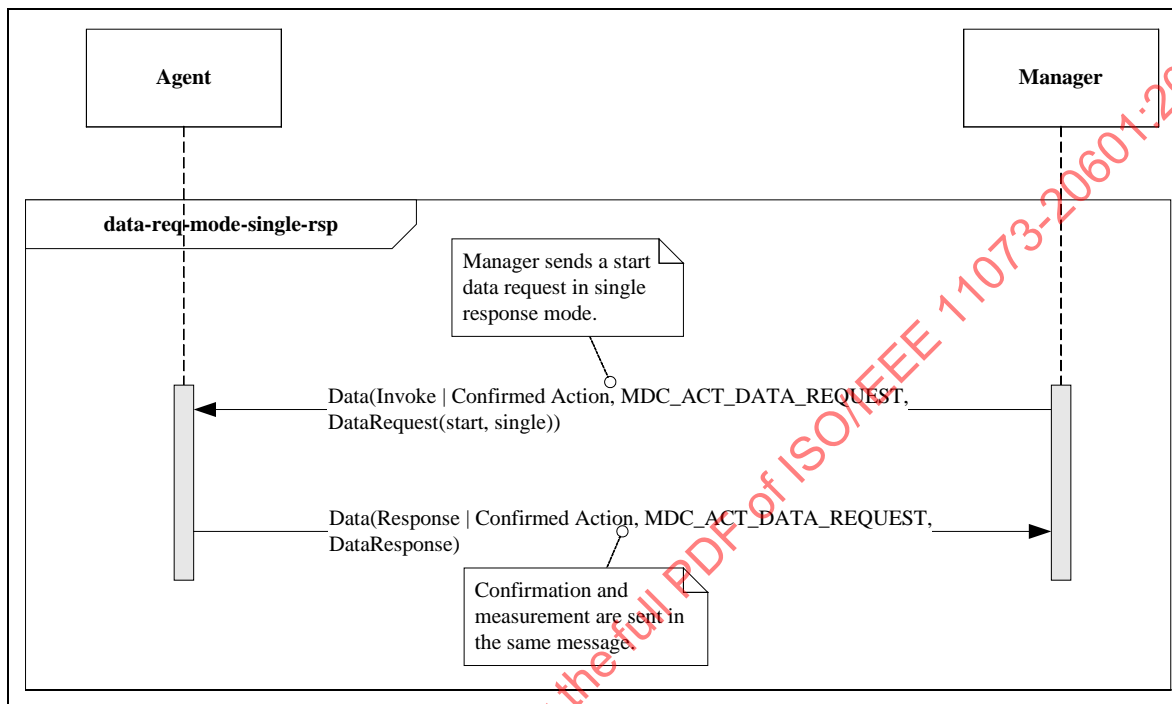 Agent
Manager
data-req-mode-single-rsp
Manager sends a start
data request in single
response mode.
Data(Invoke | Confirmed Action, MDC_ACT_DATA_REQUEST,
DataRequest(start, single))
Data(Response | Confirmed Action, MDC_ACT_DATA_REQUEST,
DataResponse)
Confirmation and
measurement are sent in
the same message.
the full PDF of ISO/IEEE 11073-20601:20